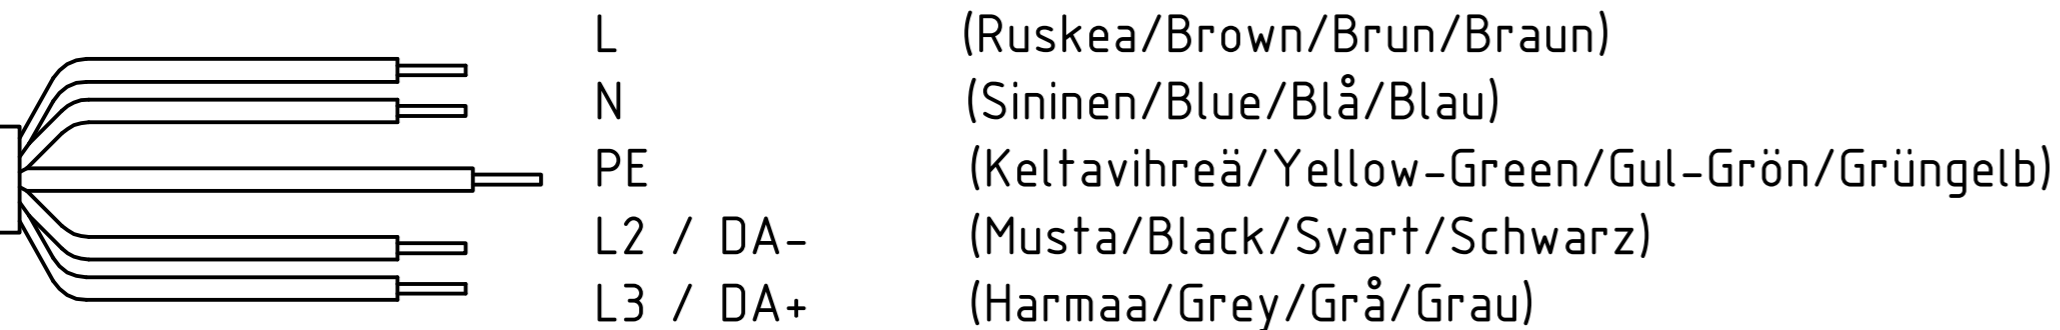 L (Ruskea/Brown/Brun/Braun)
N (Sininen/Blue/Blå/Blau)
PE (Keltavihreä/Yellow-Green/Gul-Grön/Grüngelb)
L2 / DA- (Musta/Black/Svart/Schwarz)
L3 / DA+ (Harmaa/Grey/Grå/Grau)